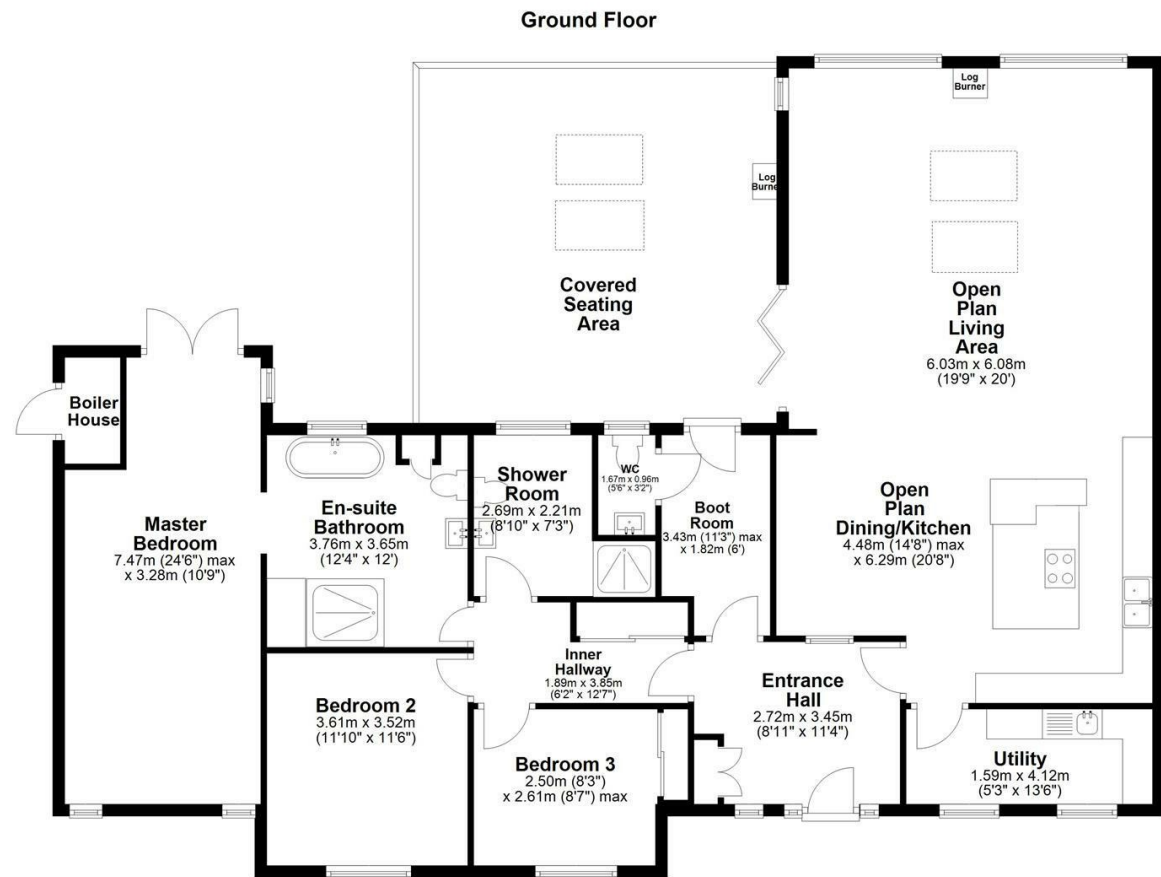 Ground Floor
Log
Burner
Log
Burner
Covered
Seating
Area
Open
Plan
Living
Area
6.03m x 6.08m
(19'9" x 20')
Boiler
House
Master
Bedroom
7.47m (24'6") max
x 3.28m (10'9")
En-suite
Bathroom
3.76m x 3.65m
(12'4" x 12')
Shower
Room
2.69m x 2.21m
(8'10" x 7'3")
WC
1.67m x 0.96m
(5'6" x 3'2")
Boot
Room
3.43m (11'3") max
x 1.82m (6')
Open
Plan
Dining/Kitchen
4.48m (14'8") max
x 6.29m (20'8")
Inner
Hallway
1.89m x 3.85m
(6'2" x 12'7")
Entrance
Hall
2.72m x 3.45m
(8'11" x 11'4")
Bedroom 2
3.61m x 3.52m
(11'10" x 11'6")
Bedroom 3
2.50m (8'3")
x 2.61m (8'7") max
Utility
1.59m x 4.12m
(5'3" x 13'6")